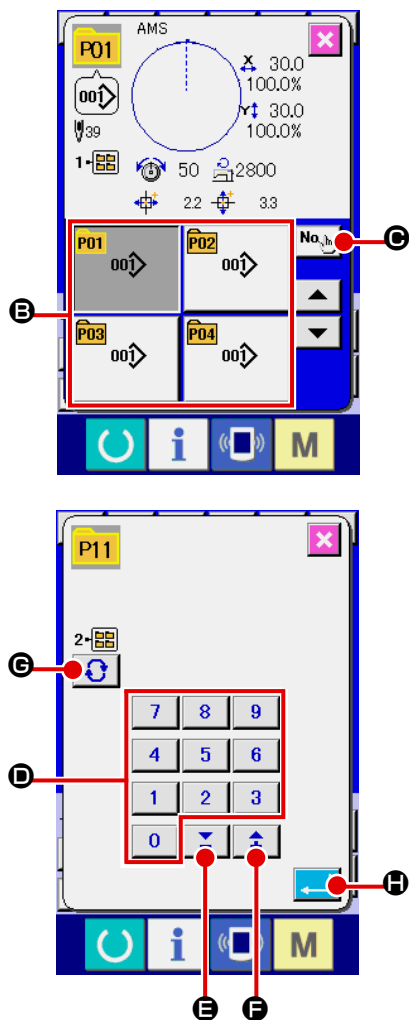 AMS
P01
X 30.0
100.0%
001
Y 30.0
100.0%
39
1-
50 2800
2.2 3.3
P01 P02 No.
001 001
C
B
P03 P04
001 001
i M
P11
2-
G
7 8 9
4 5 6
D
1 2 3
0
H
i M
E F